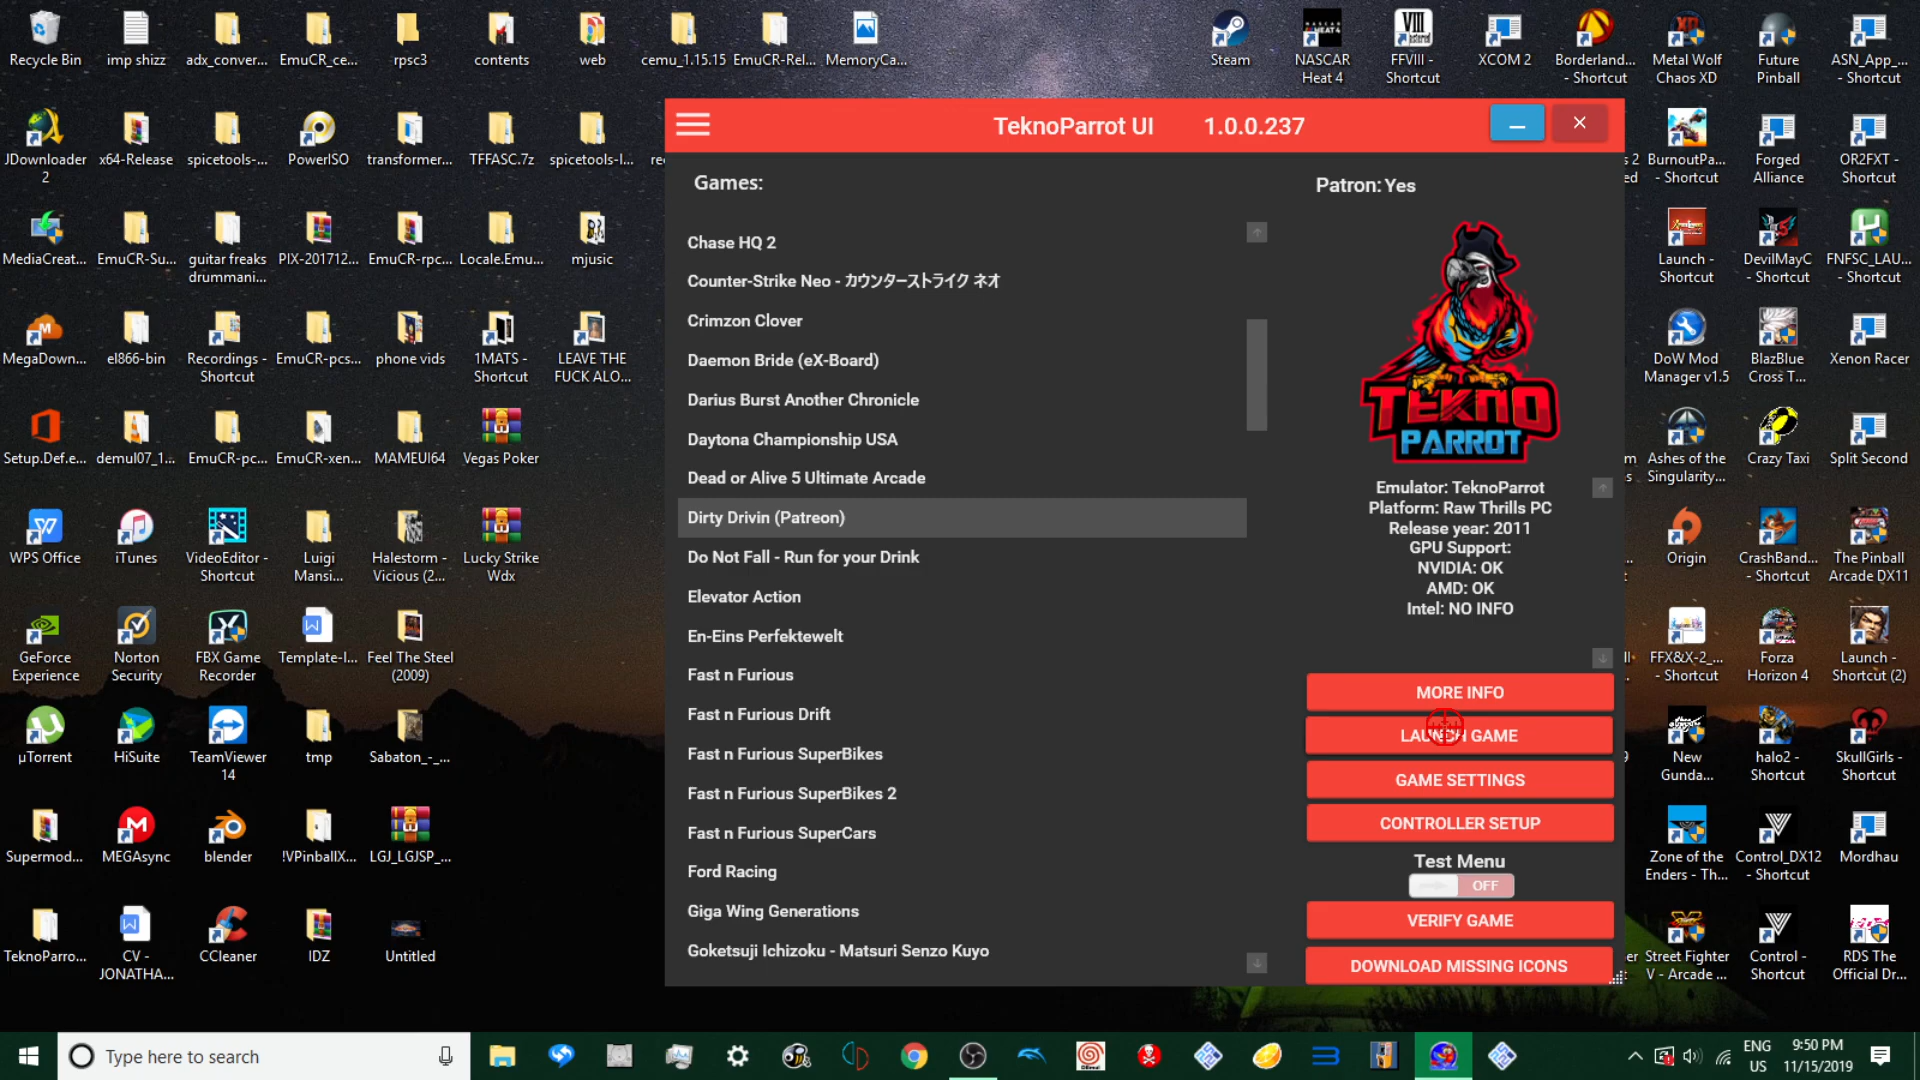 Recycle Bin
imp shizz
adx_conver...
EmuCR_ce...
rpsc3
contents
web
cemu_1.15.15
EmuCR-Rel...
MemoryCa...
Steam
NASCAR
Heat 4
FFVIII -
Shortcut
XCOM 2
Borderland...
- Shortcut
Metal Wolf
Chaos XD
Future
Pinball
ASN_App_...
- Shortcut
JDownloader
2
x64-Release
spicetools-...
PowerISO
transformer...
TFFASC.7z
spicetools-l...
BurnoutPa...
- Shortcut
Forged
Alliance
OR2FXT -
Shortcut
MediaCreat...
EmuCR-Su...
guitar freaks
drummani...
PIX-201712...
EmuCR-rpc...
Locale.Emu...
mjusic
Launch -
Shortcut
DevilMayC
- Shortcut
FNFSC_LAU...
- Shortcut
MegaDown...
el866-bin
Recordings -
Shortcut
EmuCR-pcs...
phone vids
1MATS -
Shortcut
LEAVE THE
FUCK ALO...
DoW Mod
Manager v1.5
BlazBlue
Cross T...
Xenon Racer
Setup.Def.e...
demul07_1...
EmuCR-pc...
EmuCR-xen...
MAMEUI64
Vegas Poker
Ashes of the
Singularity...
Crazy Taxi
Split Second
WPS Office
iTunes
VideoEditor -
Shortcut
Luigi
Mansi...
Halestorm -
Vicious (2...
Lucky Strike
Wdx
Origin
CrashBand...
- Shortcut
The Pinball
Arcade DX11
GeForce
Experience
Norton
Security
FBX Game
Recorder
Template-I...
Feel The Steel
(2009)
FFX&X-2_...
- Shortcut
Forza
Horizon 4
Launch -
Shortcut (2)
µTorrent
HiSuite
TeamViewer
14
tmp
Sabaton_-_...
New
Gunda...
halo2 -
Shortcut
SkullGirls -
Shortcut
Supermod...
MEGAsync
blender
!VPinballX...
LGJ_LGJSP_...
Zone of the
Enders - Th...
Control_DX12
- Shortcut
Mordhau
TeknoParro...
CV -
JONATHA...
CCleaner
IDZ
Untitled
Street Fighter
V - Arcade ...
Control -
Shortcut
RDS The
Official Dr...
TeknoParrot UI 1.0.0.237
Games:
Chase HQ 2
Counter-Strike Neo - カウンターストライク ネオ
Crimzon Clover
Daemon Bride (eX-Board)
Darius Burst Another Chronicle
Daytona Championship USA
Dead or Alive 5 Ultimate Arcade
Dirty Drivin (Patreon)
Do Not Fall - Run for your Drink
Elevator Action
En-Eins Perfektewelt
Fast n Furious
Fast n Furious Drift
Fast n Furious SuperBikes
Fast n Furious SuperBikes 2
Fast n Furious SuperCars
Ford Racing
Giga Wing Generations
Goketsuji Ichizoku - Matsuri Senzo Kuyo
Patron: Yes
TEKNO
PARROT
Emulator: TeknoParrot
Platform: Raw Thrills PC
Release year: 2011
GPU Support:
NVIDIA: OK
AMD: OK
Intel: NO INFO
MORE INFO
LAUNCH GAME
GAME SETTINGS
CONTROLLER SETUP
Test Menu
OFF
VERIFY GAME
DOWNLOAD MISSING ICONS
Type here to search
ENG
US
9:50 PM
11/15/2019